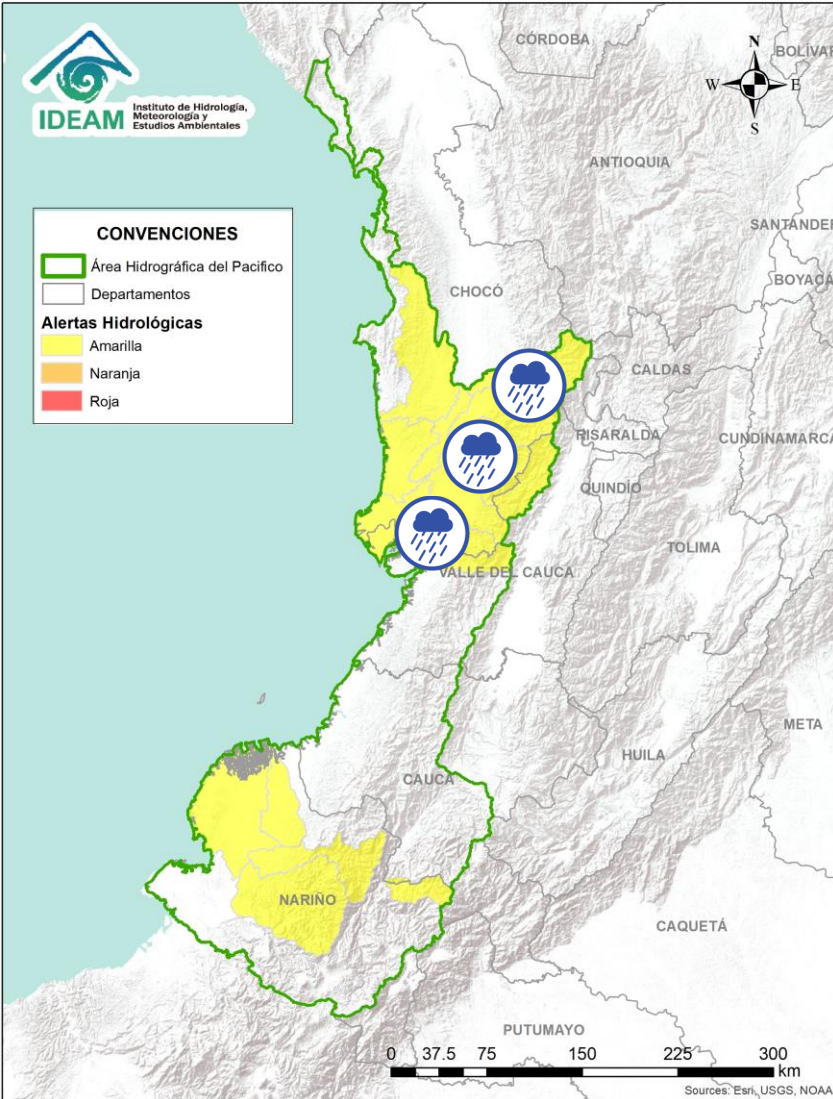 IDEAM
Instituto de Hidrología,
Meteorología y
Estudios Ambientales
CÓRDOBA
BOLÍVAR
N
W
E
S
ANTIOQUIA
SANTANDER
BOYACÁ
CONVENCIONES
Área Hidrográfica del Pacifico
Departamentos
Alertas Hidrológicas
Amarilla
Naranja
Roja
CHOCÓ
CALDAS
RISARALDA
CUNDINAMARCA
QUINDÍO
TOLIMA
VALLE DEL CAUCA
META
HUILA
CAUCA
NARIÑO
CAQUETÁ
PUTUMAYO
0 37.5 75 150 225 300
km
Sources: Esri, USGS, NOAA